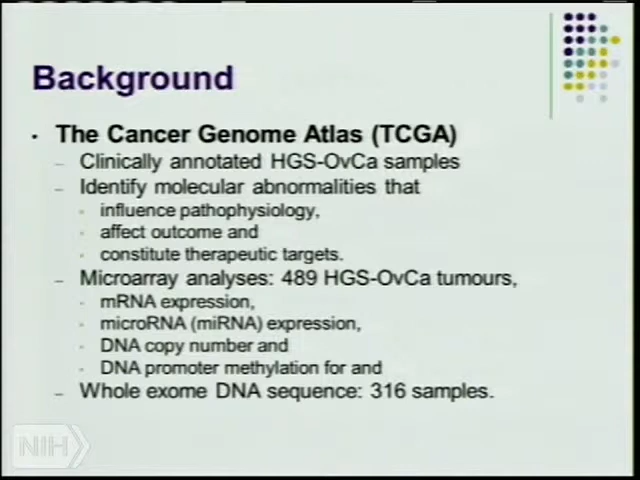 Background
• The Cancer Genome Atlas (TCGA)
– Clinically annotated HGS-OvCa samples
– Identify molecular abnormalities that
• influence pathophysiology,
• affect outcome and
• constitute therapeutic targets.
– Microarray analyses: 489 HGS-OvCa tumours,
• mRNA expression,
• microRNA (miRNA) expression,
• DNA copy number and
• DNA promoter methylation for and
– Whole exome DNA sequence: 316 samples.
NIH